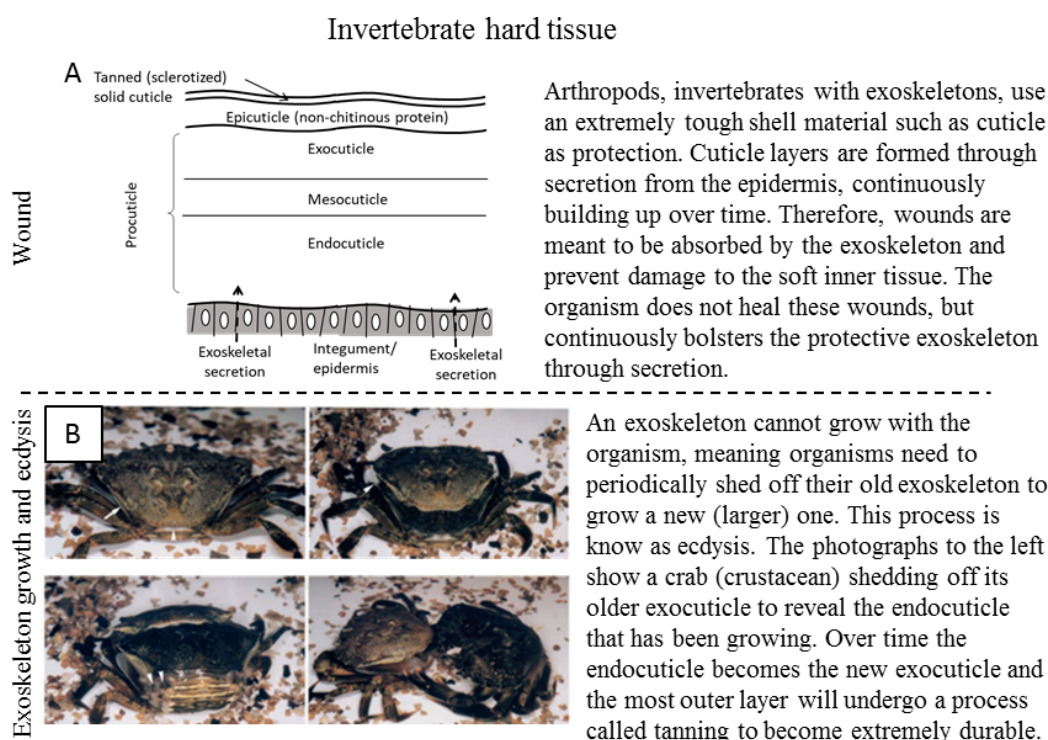 Invertebrate hard tissue
Wound
A
Tanned (sclerotized)
solid cuticle
Epicuticle (non-chitinous protein)
Exocuticle
Mesocuticle
Endocuticle
Procuticle
Exoskeletal
secretion
Integument/
epidermis
Exoskeletal
secretion
Arthropods, invertebrates with exoskeletons, use
an extremely tough shell material such as cuticle
as protection. Cuticle layers are formed through
secretion from the epidermis, continuously
building up over time. Therefore, wounds are
meant to be absorbed by the exoskeleton and
prevent damage to the soft inner tissue. The
organism does not heal these wounds, but
continuously bolsters the protective exoskeleton
through secretion.
Exoskeleton growth and ecdysis
B
An exoskeleton cannot grow with the
organism, meaning organisms need to
periodically shed off their old exoskeleton to
grow a new (larger) one. This process is
know as ecdysis. The photographs to the left
show a crab (crustacean) shedding off its
older exocuticle to reveal the endocuticle
that has been growing. Over time the
endocuticle becomes the new exocuticle and
the most outer layer will undergo a process
called tanning to become extremely durable.